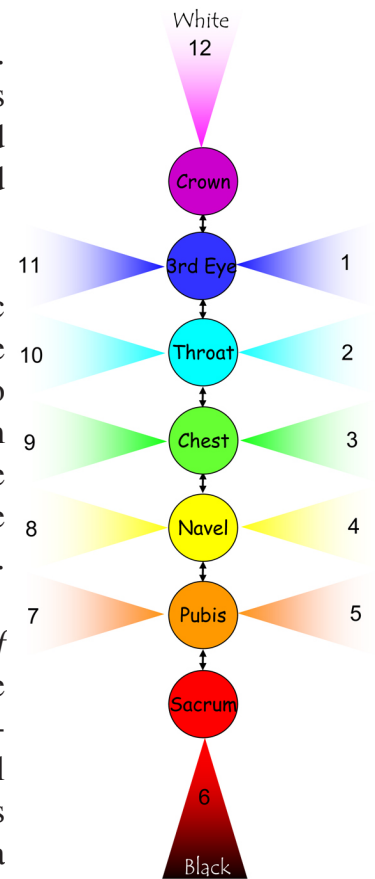 White
12
Crown
11 3rd Eye 1
10 Throat 2
9 Chest 3
8 Navel 4
7 Pubis 5
Sacrum
6
Black